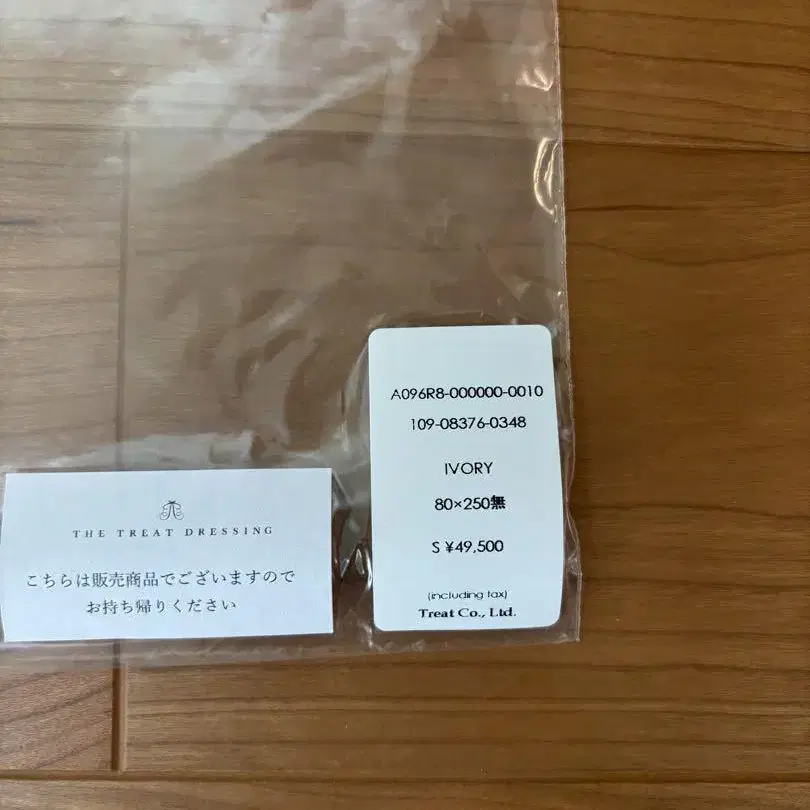 A096R8-000000-0010
109-08376-0348
IVORY
80×250無
S ¥49,500
(including tax)
Treat Co., Ltd.
THE TREAT DRESSING
こちらは販売商品でございますので
お持ち帰りください